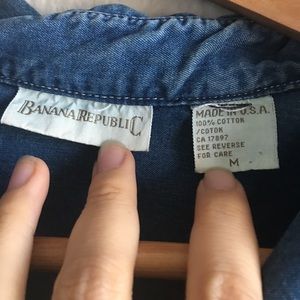 BANANA REPUBLIC
MADE IN U.S.A.
100% COTTON
/COTON
CA 17897
SEE REVERSE
FOR CARE
M